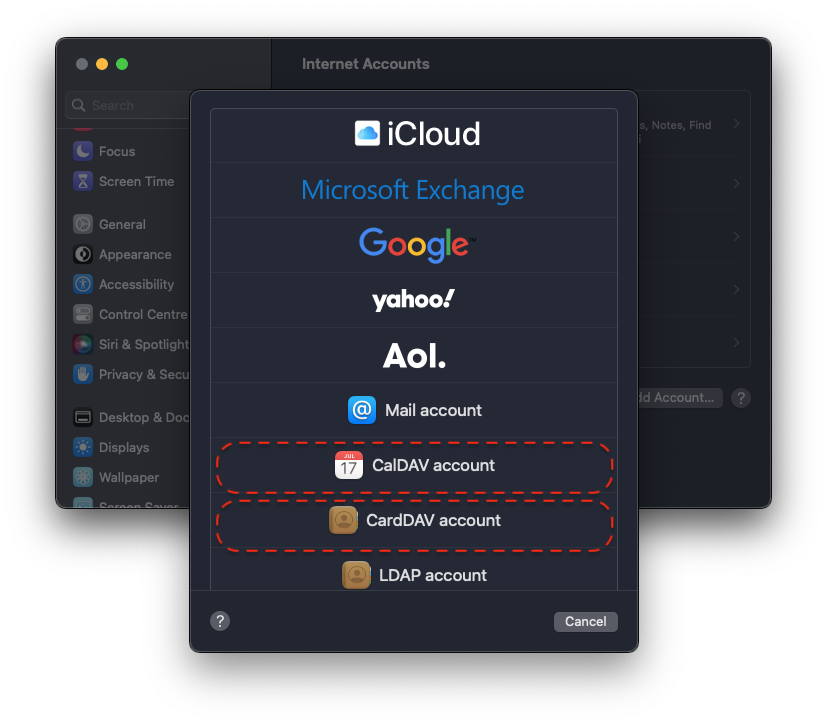 Internet Accounts
Search
Focus
Screen Time
General
Appearance
Accessibility
Control Centre
Siri & Spotlight
Privacy & Secu
Desktop & Doc
Displays
Wallpaper
Screen Saver
s, Notes, Find
dd Account...
?
iCloud
Microsoft Exchange
Google™
yahoo!
Aol.
@ Mail account
JUL
17
CalDAV account
CardDAV account
LDAP account
?
Cancel